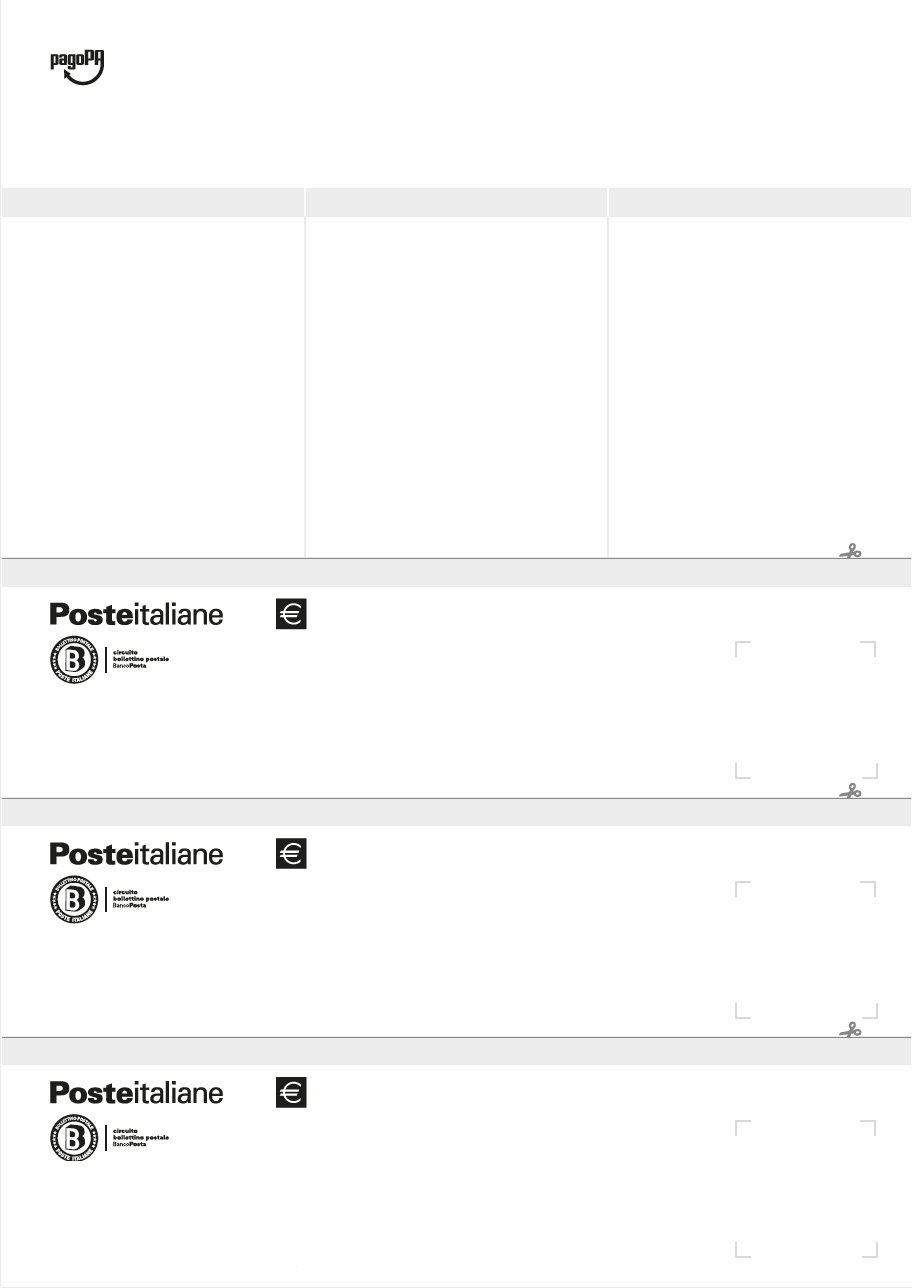 pagoPA
Posteitaliane
€
BOLLETTINO POSTALE
B
POSTE ITALIANE
circuito
bollettino postale
BancoPosta
Posteitaliane
€
BOLLETTINO POSTALE
B
POSTE ITALIANE
circuito
bollettino postale
BancoPosta
Posteitaliane
€
BOLLETTINO POSTALE
B
POSTE ITALIANE
circuito
bollettino postale
BancoPosta